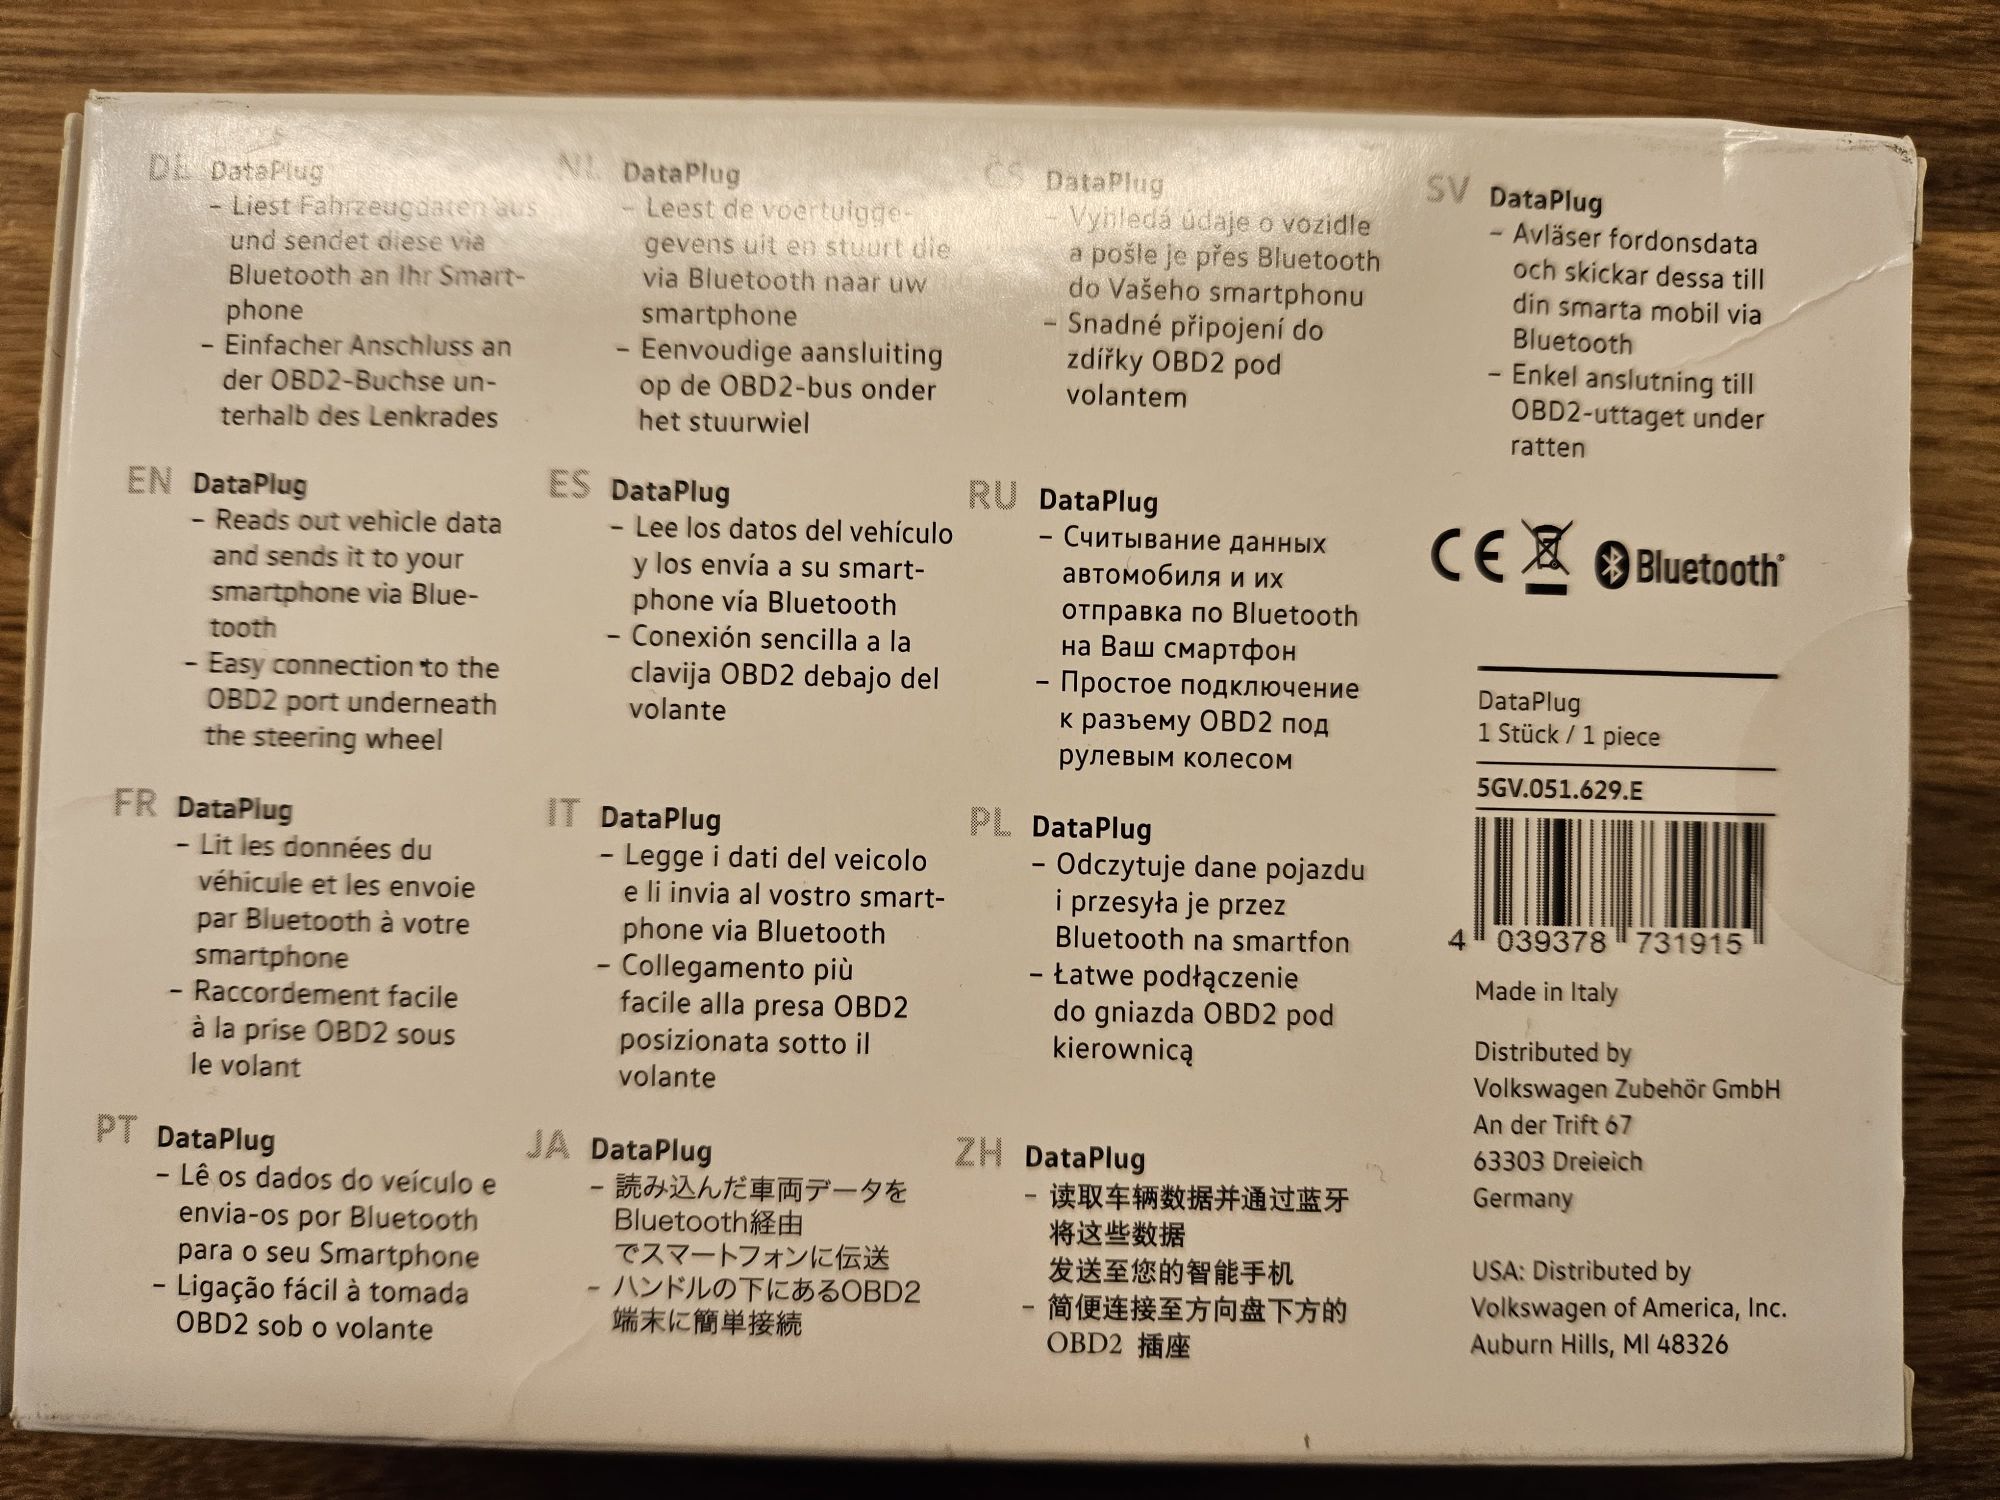 DE DataPlug
– Liest Fahrzeugdaten aus
und sendet diese via
Bluetooth an Ihr Smart-
phone
– Einfacher Anschluss an
der OBD2-Buchse un-
terhalb des Lenkrades
EN DataPlug
– Reads out vehicle data
and sends it to your
smartphone via Blue-
tooth
– Easy connection to the
OBD2 port underneath
the steering wheel
FR DataPlug
– Lit les données du
véhicule et les envoie
par Bluetooth à votre
smartphone
– Raccordement facile
à la prise OBD2 sous
le volant
PT DataPlug
– Lê os dados do veículo e
envia-os por Bluetooth
para o seu Smartphone
– Ligação fácil à tomada
OBD2 sob o volante
NL DataPlug
– Leest de voertuigge-
gevens uit en stuurt die
via Bluetooth naar uw
smartphone
– Eenvoudige aansluiting
op de OBD2-bus onder
het stuurwiel
ES DataPlug
– Lee los datos del vehículo
y los envía a su smart-
phone vía Bluetooth
– Conexión sencilla a la
clavija OBD2 debajo del
volante
IT DataPlug
– Legge i dati del veicolo
e li invia al vostro smart-
phone via Bluetooth
– Collegamento più
facile alla presa OBD2
posizionata sotto il
volante
JA DataPlug
– 読み込んだ車両データを
Bluetooth経由
でスマートフォンに伝送
– ハンドルの下にあるOBD2
端末に簡単接続
CS DataPlug
– Vyhledá údaje o vozidle
a pošle je přes Bluetooth
do Vašeho smartphonu
– Snadné připojení do
zdířky OBD2 pod
volantem
RU DataPlug
– Считывание данных
автомобиля и их
отправка по Bluetooth
на Ваш смартфон
– Простое подключение
к разъему OBD2 под
рулевым колесом
PL DataPlug
– Odczytuje dane pojazdu
i przesyła je przez
Bluetooth na smartfon
– Łatwe podłączenie
do gniazda OBD2 pod
kierownicą
ZH DataPlug
– 读取车辆数据并通过蓝牙
将这些数据
发送至您的智能手机
– 简便连接至方向盘下方的
OBD2 插座
SV DataPlug
– Avläser fordonsdata
och skickar dessa till
din smarta mobil via
Bluetooth
– Enkel anslutning till
OBD2-uttaget under
ratten
CE Bluetooth®
DataPlug
1 Stück / 1 piece
5GV.051.629.E
4 039378 731915
Made in Italy
Distributed by
Volkswagen Zubehör GmbH
An der Trift 67
63303 Dreieich
Germany
USA: Distributed by
Volkswagen of America, Inc.
Auburn Hills, MI 48326